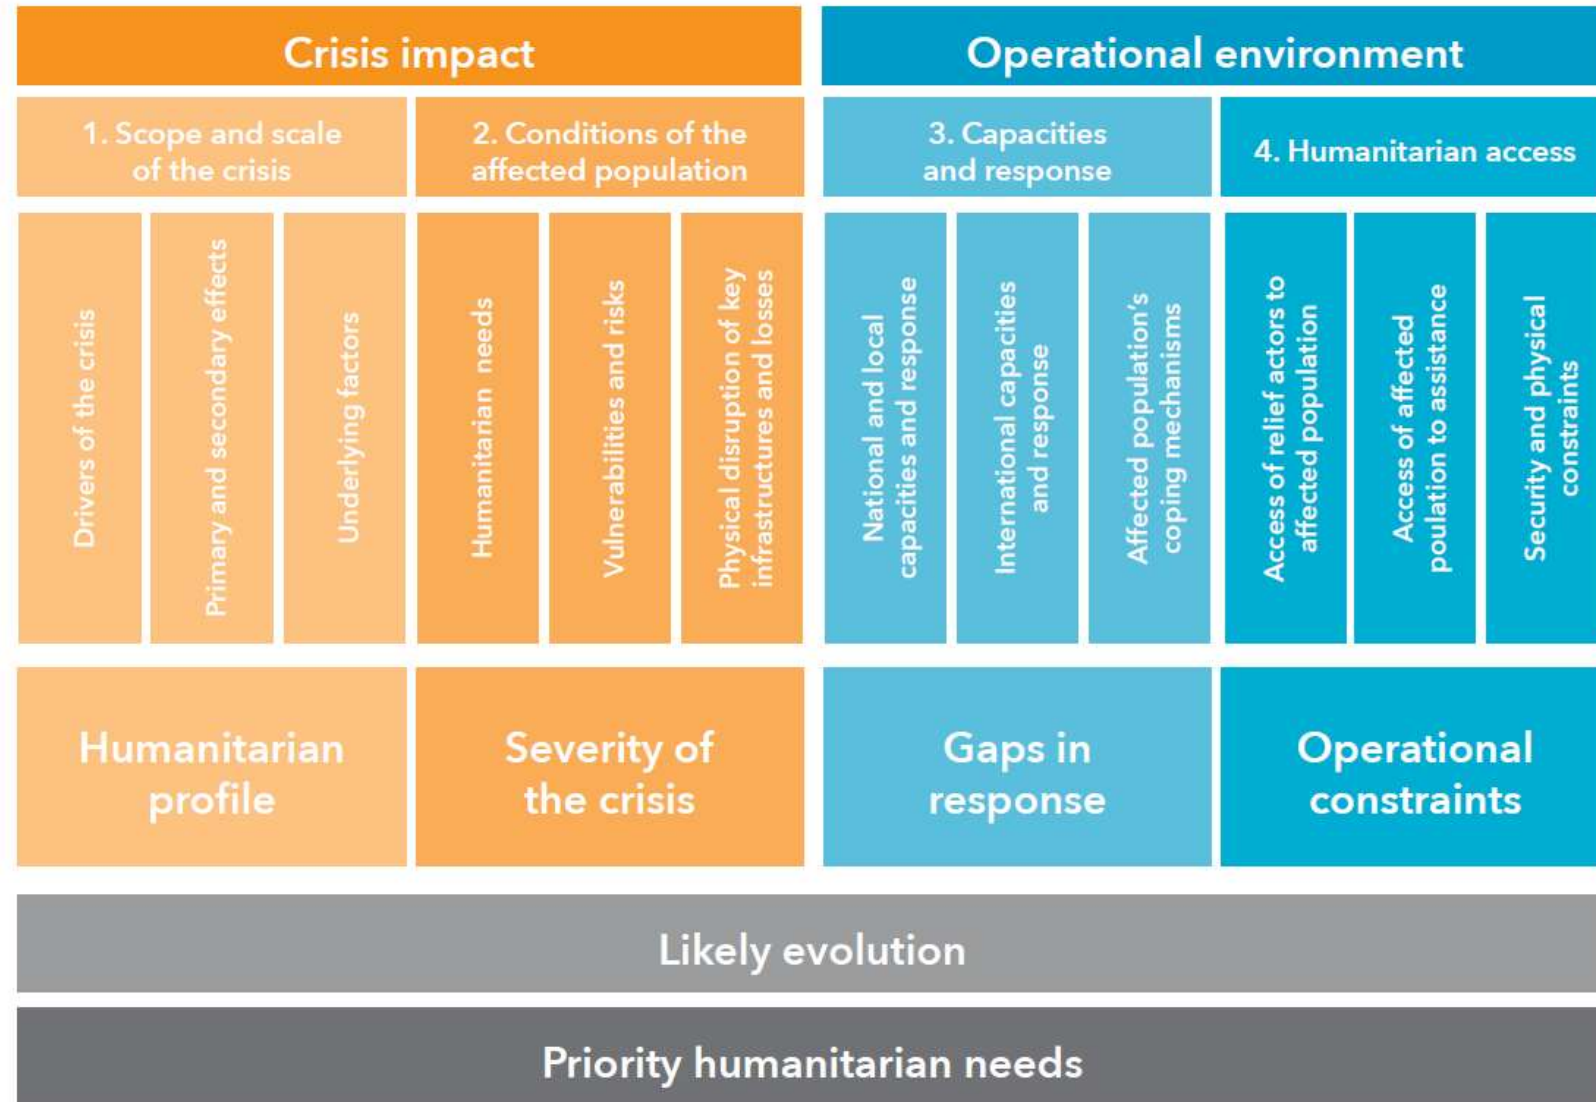 Crisis impact
Operational environment
1. Scope and scale
of the crisis
2. Conditions of the
affected population
3. Capacities
and response
4. Humanitarian access
Drivers of the crisis
Primary and secondary effects
Underlying factors
Humanitarian needs
Vulnerabilities and risks
Physical disruption of key
infrastructures and losses
National and local
capacities and response
International capacities
and response
Affected population's
coping mechanisms
Access of relief actors to
affected population
Access of affected
poulation to assistance
Security and physical
constraints
Humanitarian
profile
Severity of
the crisis
Gaps in
response
Operational
constraints
Likely evolution
Priority humanitarian needs